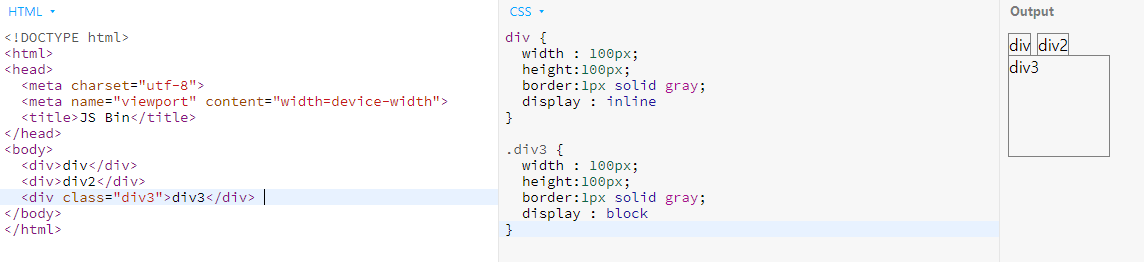 HTML
<!DOCTYPE html>
<html>
<head>
  <meta charset="utf-8">
  <meta name="viewport" content="width=device-width">
  <title>JS Bin</title>
</head>
<body>
  <div>div</div>
  <div>div2</div>
  <div class="div3">div3</div>
</body>
</html>
CSS
div {
  width : 100px;
  height:100px;
  border:1px solid gray;
  display : inline
}

.div3 {
  width : 100px;
  height:100px;
  border:1px solid gray;
  display : block
}
Output
div div2
div3